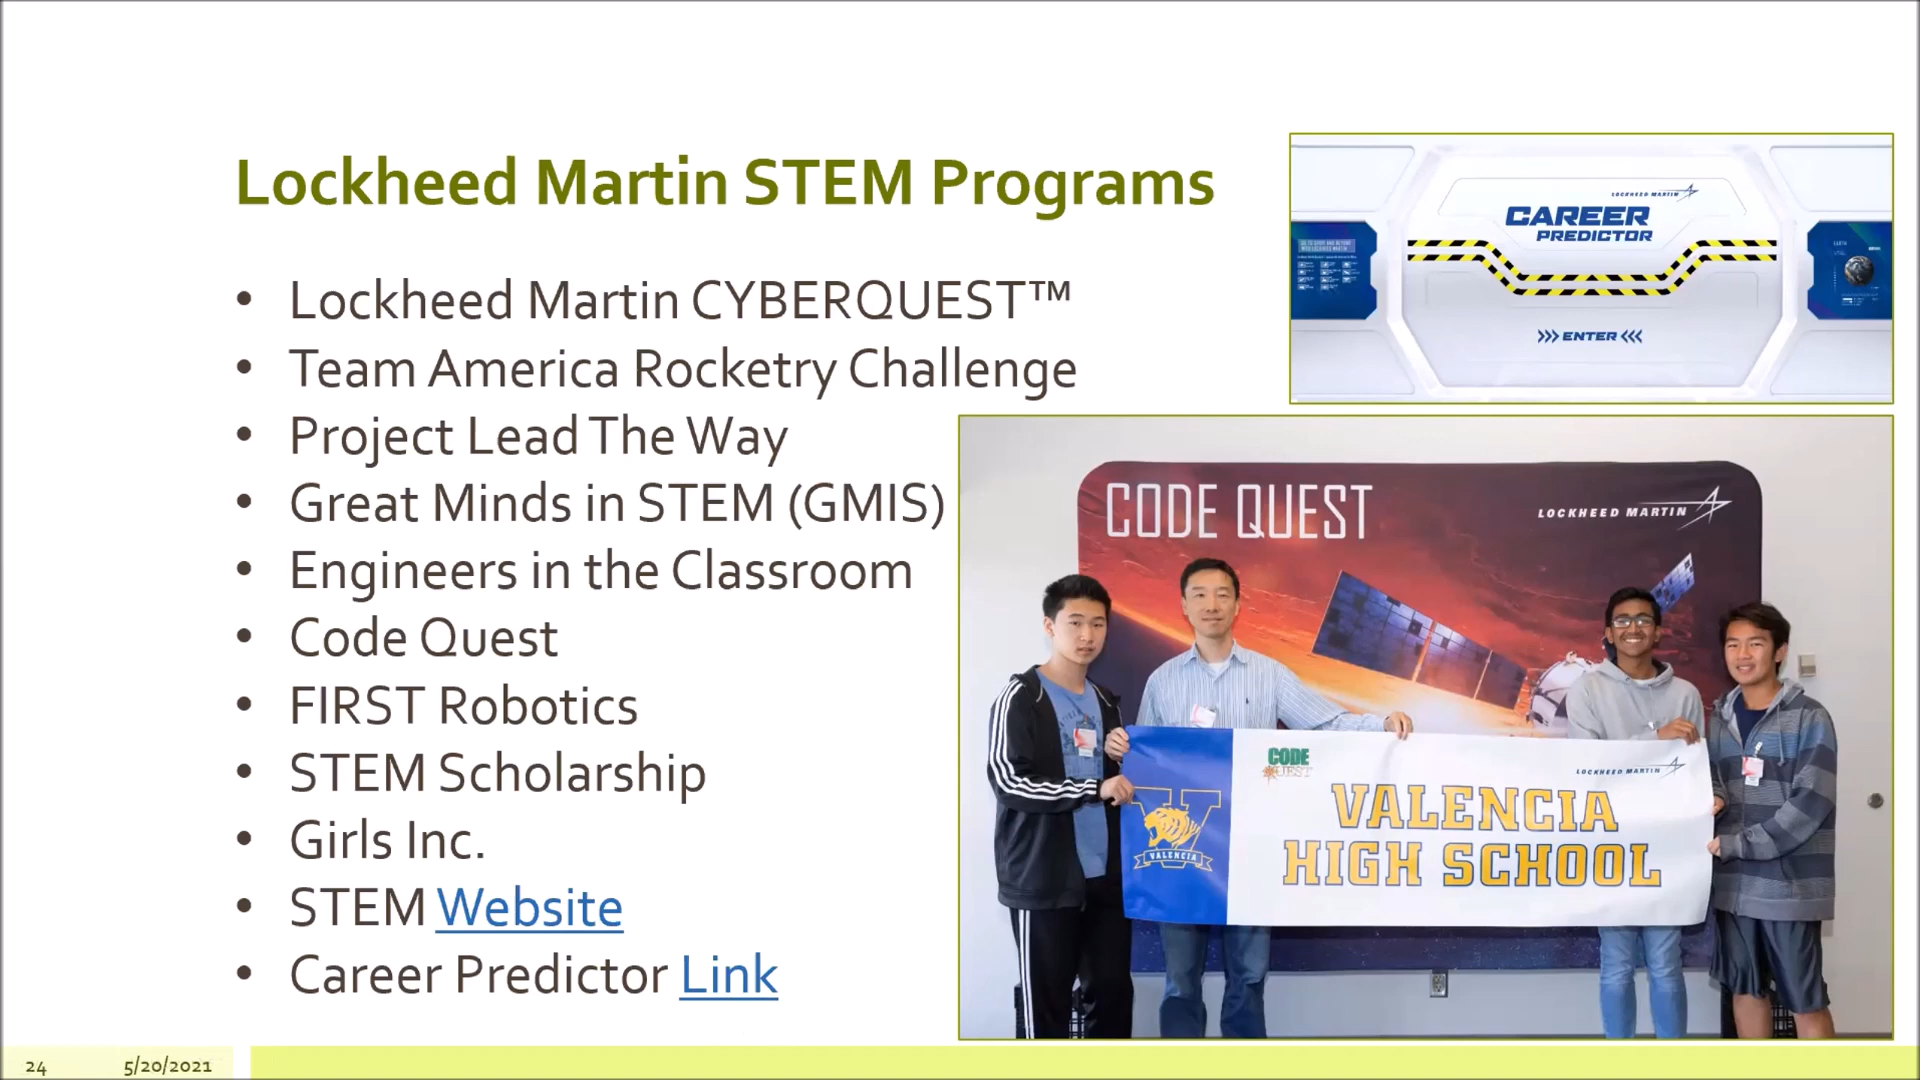 Lockheed Martin STEM Programs
• Lockheed Martin CYBERQUEST™
• Team America Rocketry Challenge
• Project Lead The Way
• Great Minds in STEM (GMIS)
• Engineers in the Classroom
• Code Quest
• FIRST Robotics
• STEM Scholarship
• Girls Inc.
• STEM Website
• Career Predictor Link
LOCKHEED MARTIN
CAREER
PREDICTOR
>>> ENTER <<<
CODE QUEST
LOCKHEED MARTIN
CODE
QUEST
LOCKHEED MARTIN
VALENCIA
HIGH SCHOOL
V
VALENCIA
24
5/20/2021